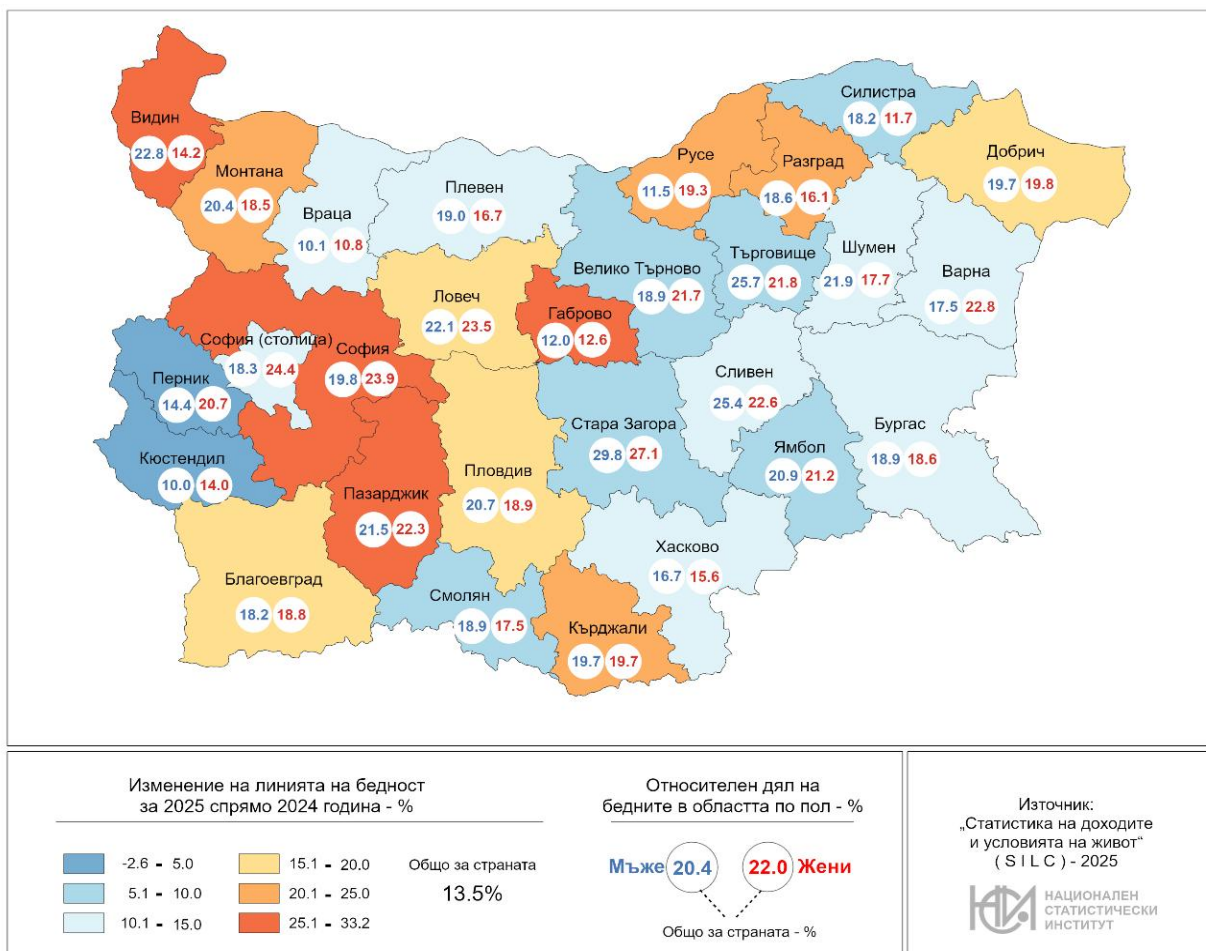 Силистра
18.2 11.7
Видин
22.8 14.2
Добрич
19.7 19.8
Русе
11.5 19.3
Разград
18.6 16.1
Монтана
20.4 18.5
Плевен
19.0 16.7
Враца
10.1 10.8
Шумен
21.9 17.7
Търговище
25.7 21.8
Велико Търново
18.9 21.7
Варна
17.5 22.8
Ловеч
22.1 23.5
Габрово
12.0 12.6
София (столица)
18.3 24.4
София
19.8 23.9
Перник
14.4 20.7
Сливен
25.4 22.6
Стара Загора
29.8 27.1
Бургас
18.9 18.6
Ямбол
20.9 21.2
Кюстендил
10.0 14.0
Пловдив
20.7 18.9
Пазарджик
21.5 22.3
Хасково
16.7 15.6
Благоевград
18.2 18.8
Смолян
18.9 17.5
Кърджали
19.7 19.7
Изменение на линията на бедност
за 2025 спрямо 2024 година - %
-2.6 - 5.0
5.1 - 10.0
10.1 - 15.0
15.1 - 20.0
20.1 - 25.0
25.1 - 33.2
Общо за страната
13.5%
Относителен дял на
бедните в областта по пол - %
Мъже 20.4 22.0 Жени
Общо за страната - %
Източник:
„Статистика на доходите
и условията на живот“
( S I L C ) - 2025
НСИ
НАЦИОНАЛЕН
СТАТИСТИЧЕСКИ
ИНСТИТУТ